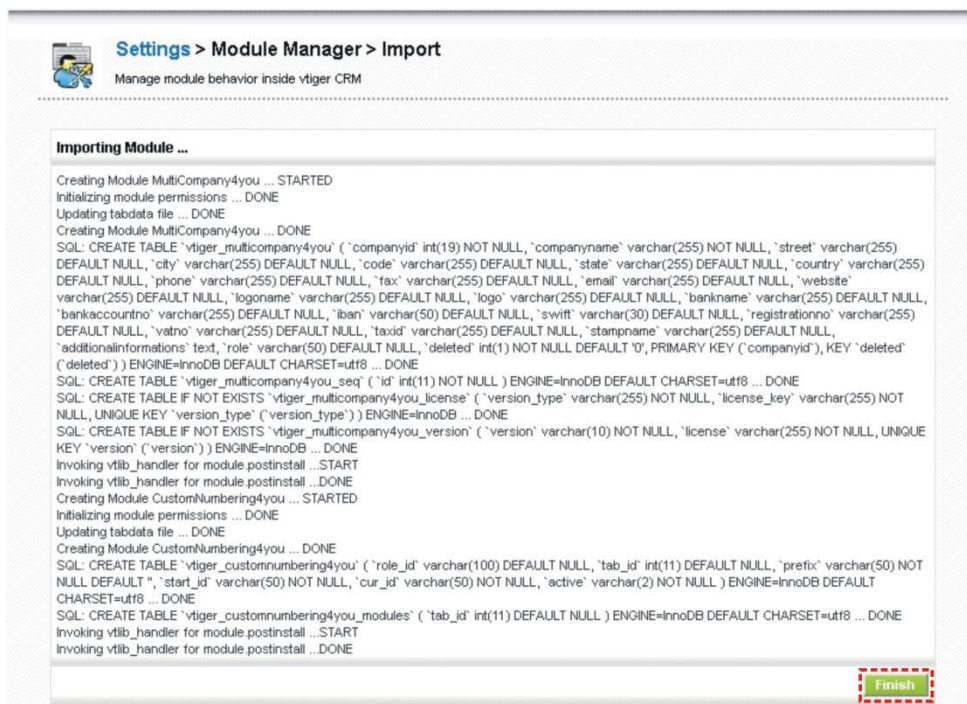 Settings > Module Manager > Import
Manage module behavior inside vtiger CRM
Importing Module ...
Creating Module MultiCompany4you ... STARTED
Initializing module permissions ... DONE
Updating tabdata file ... DONE
Creating Module MultiCompany4you ... DONE
SQL: CREATE TABLE `vtiger_multicompany4you` ( `companyid` int(19) NOT NULL, `companyname` varchar(255) NOT NULL, `street` varchar(255)
DEFAULT NULL, `city` varchar(255) DEFAULT NULL, `code` varchar(255) DEFAULT NULL, `state` varchar(255) DEFAULT NULL, `country` varchar(255)
DEFAULT NULL, `phone` varchar(255) DEFAULT NULL, `fax` varchar(255) DEFAULT NULL, `email` varchar(255) DEFAULT NULL, `website`
varchar(255) DEFAULT NULL, `logoname` varchar(255) DEFAULT NULL, `logo` varchar(255) DEFAULT NULL, `bankname` varchar(255) DEFAULT NULL,
`bankaccountno` varchar(255) DEFAULT NULL, `iban` varchar(50) DEFAULT NULL, `swift` varchar(30) DEFAULT NULL, `registrationno` varchar(255)
DEFAULT NULL, `vatno` varchar(255) DEFAULT NULL, `taxid` varchar(255) DEFAULT NULL, `stampname` varchar(255) DEFAULT NULL,
`additionalinformations` text, `role` varchar(50) DEFAULT NULL, `deleted` int(1) NOT NULL DEFAULT '0', PRIMARY KEY (`companyid`), KEY `deleted`
(`deleted`) ) ENGINE=InnoDB DEFAULT CHARSET=utf8 ... DONE
SQL: CREATE TABLE `vtiger_multicompany4you_seq` ( `id` int(11) NOT NULL ) ENGINE=InnoDB DEFAULT CHARSET=utf8 ... DONE
SQL: CREATE TABLE IF NOT EXISTS `vtiger_multicompany4you_license` ( `version_type` varchar(255) NOT NULL, `license_key` varchar(255) NOT
NULL, UNIQUE KEY `version_type` (`version_type`) ) ENGINE=InnoDB ... DONE
SQL: CREATE TABLE IF NOT EXISTS `vtiger_multicompany4you_version` ( `version` varchar(10) NOT NULL, `license` varchar(255) NOT NULL, UNIQUE
KEY `version` (`version`) ) ENGINE=InnoDB ... DONE
Invoking vtlib_handler for module.postinstall ...START
Invoking vtlib_handler for module.postinstall ...DONE
Creating Module CustomNumbering4you ... STARTED
Initializing module permissions ... DONE
Updating tabdata file ... DONE
Creating Module CustomNumbering4you ... DONE
SQL: CREATE TABLE `vtiger_customnumbering4you` ( `role_id` varchar(100) DEFAULT NULL, `tab_id` int(11) DEFAULT NULL, `prefix` varchar(50) NOT
NULL DEFAULT '', `start_id` varchar(50) NOT NULL, `cur_id` varchar(50) NOT NULL, `active` varchar(2) NOT NULL ) ENGINE=InnoDB DEFAULT
CHARSET=utf8 ... DONE
SQL: CREATE TABLE `vtiger_customnumbering4you_modules` ( `tab_id` int(11) DEFAULT NULL ) ENGINE=InnoDB DEFAULT CHARSET=utf8 ... DONE
Invoking vtlib_handler for module.postinstall ...START
Invoking vtlib_handler for module.postinstall ...DONE
Finish